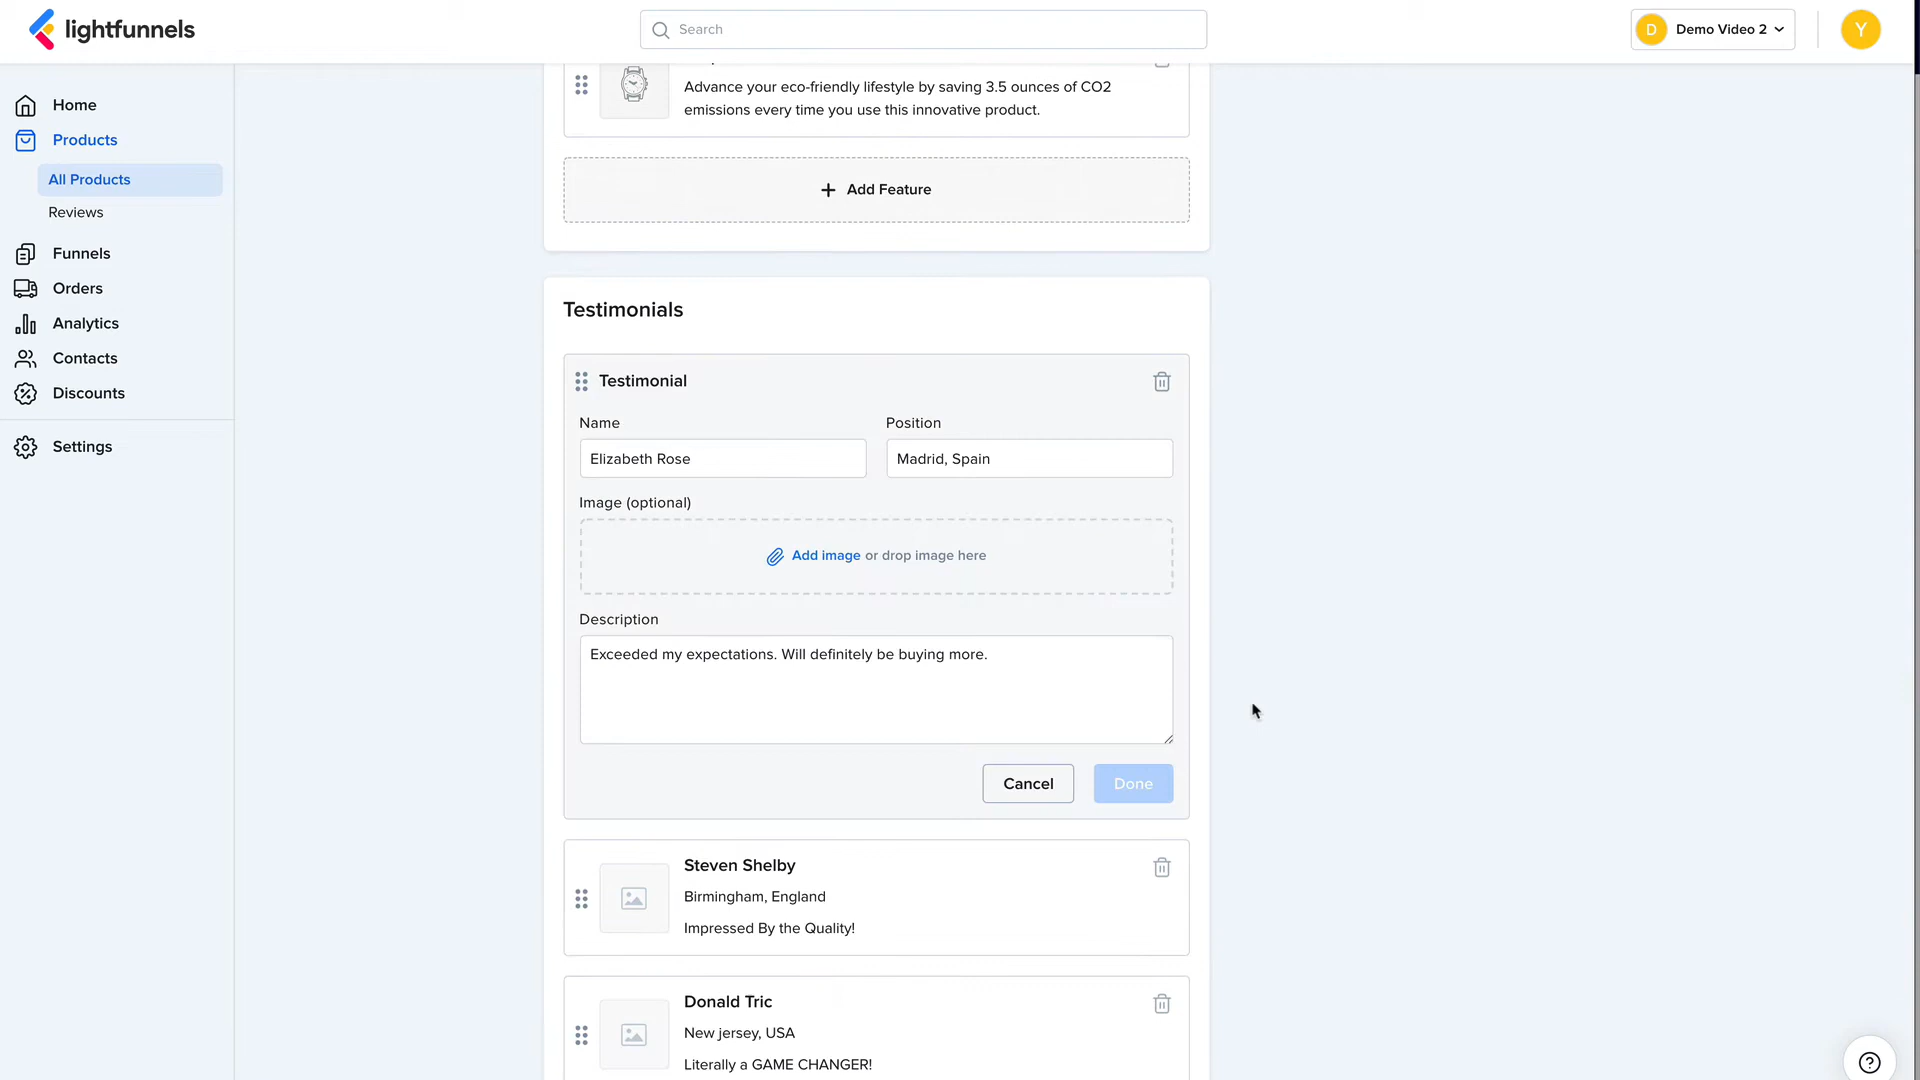 lightfunnels
Search
D
Demo Video 2
Y
Home
Products
All Products
Reviews
Funnels
Orders
Analytics
Contacts
Discounts
Settings
Advance your eco-friendly lifestyle by saving 3.5 ounces of CO2
emissions every time you use this innovative product.
Add Feature
Testimonials
Testimonial
Name
Position
Elizabeth Rose
Madrid, Spain
Image (optional)
Add image or drop image here
Description
Exceeded my expectations. Will definitely be buying more.
Cancel
Done
Steven Shelby
Birmingham, England
Impressed By the Quality!
Donald Tric
New jersey, USA
Literally a GAME CHANGER!